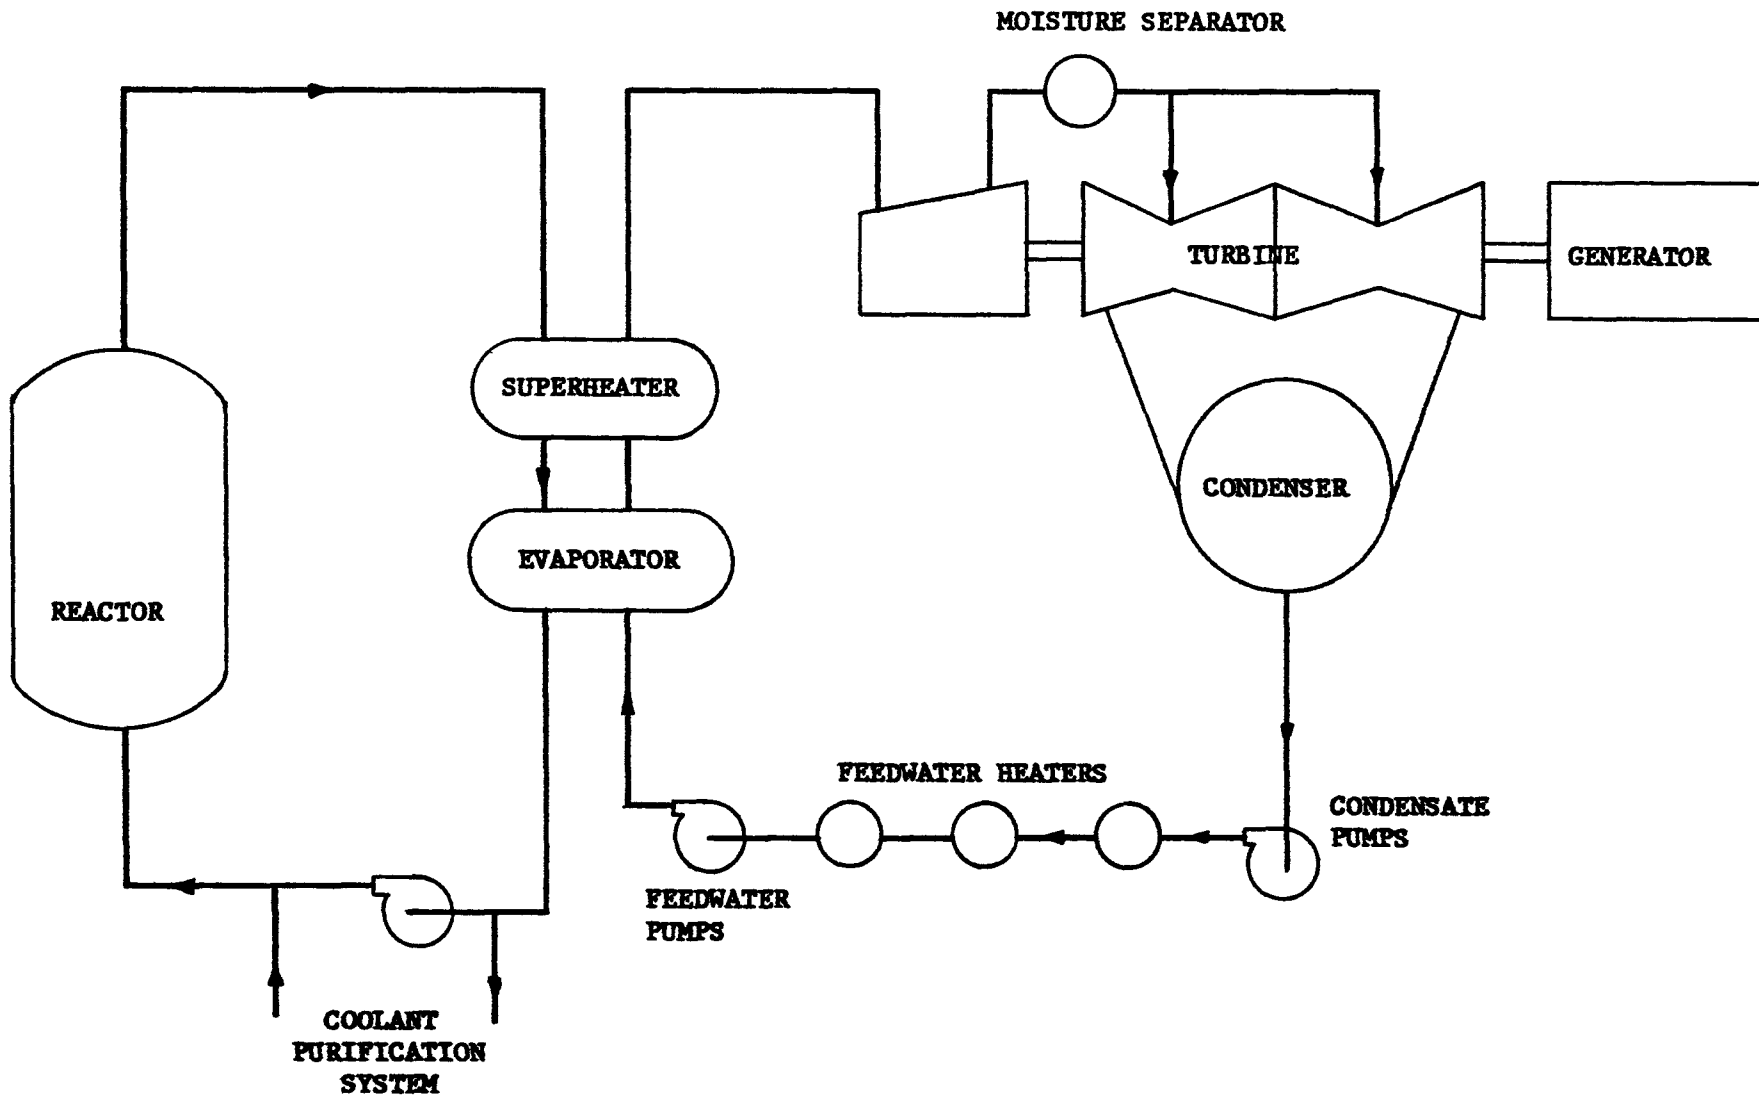 MOISTURE SEPARATOR
TURBINE
GENERATOR
SUPERHEATER
CONDENSER
EVAPORATOR
REACTOR
FEEDWATER HEATERS
CONDENSATE
PUMPS
FEEDWATER
PUMPS
COOLANT
PURIFICATION
SYSTEM